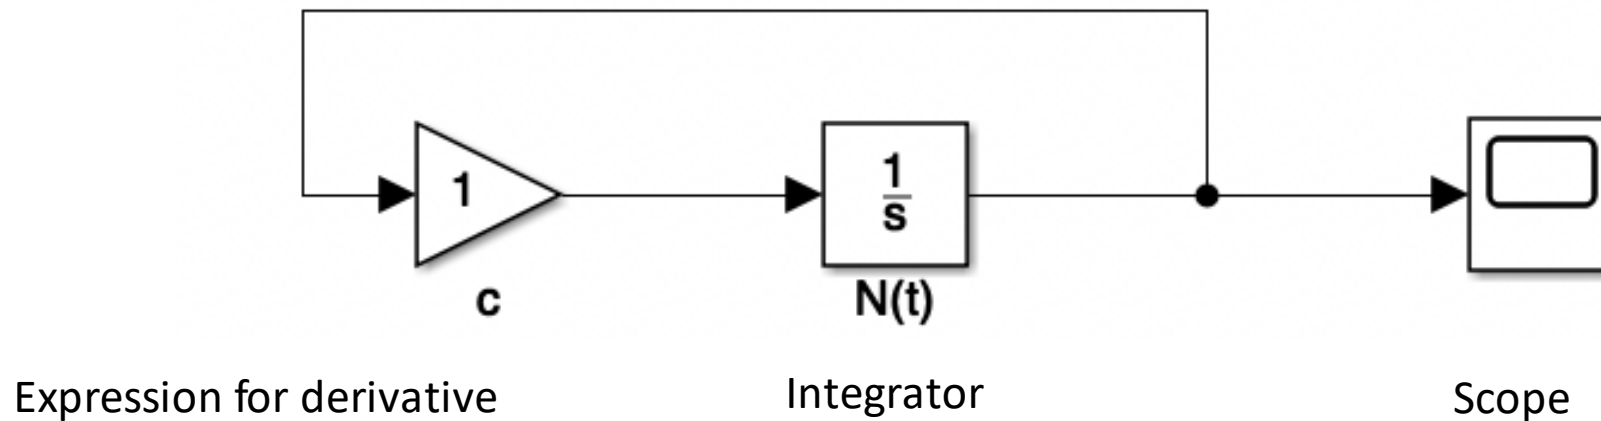 1
1
s
c
N(t)
Expression for derivative
Integrator
Scope